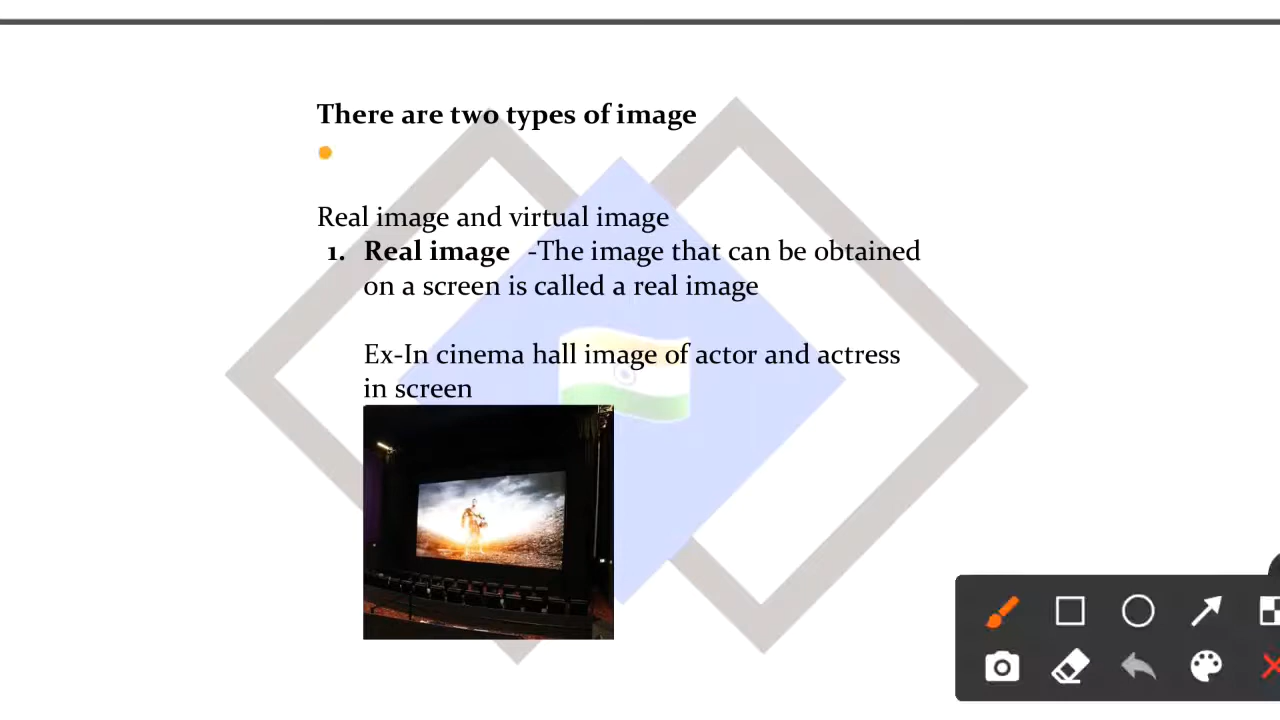 There are two types of image
Real image and virtual image
1. Real image -The image that can be obtained
on a screen is called a real image
Ex-In cinema hall image of actor and actress
in screen